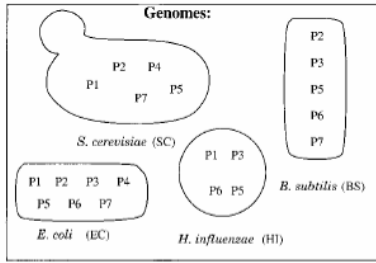 Genomes:
P2 P4
P1 P5
P7
S. cerevisiae (SC)
P2
P3
P5
P6
P7
B. subtilis (BS)
P1 P3
P6 P5
H. influenzae (HI)
P1 P2 P3 P4
P5 P6 P7
E. coli (EC)